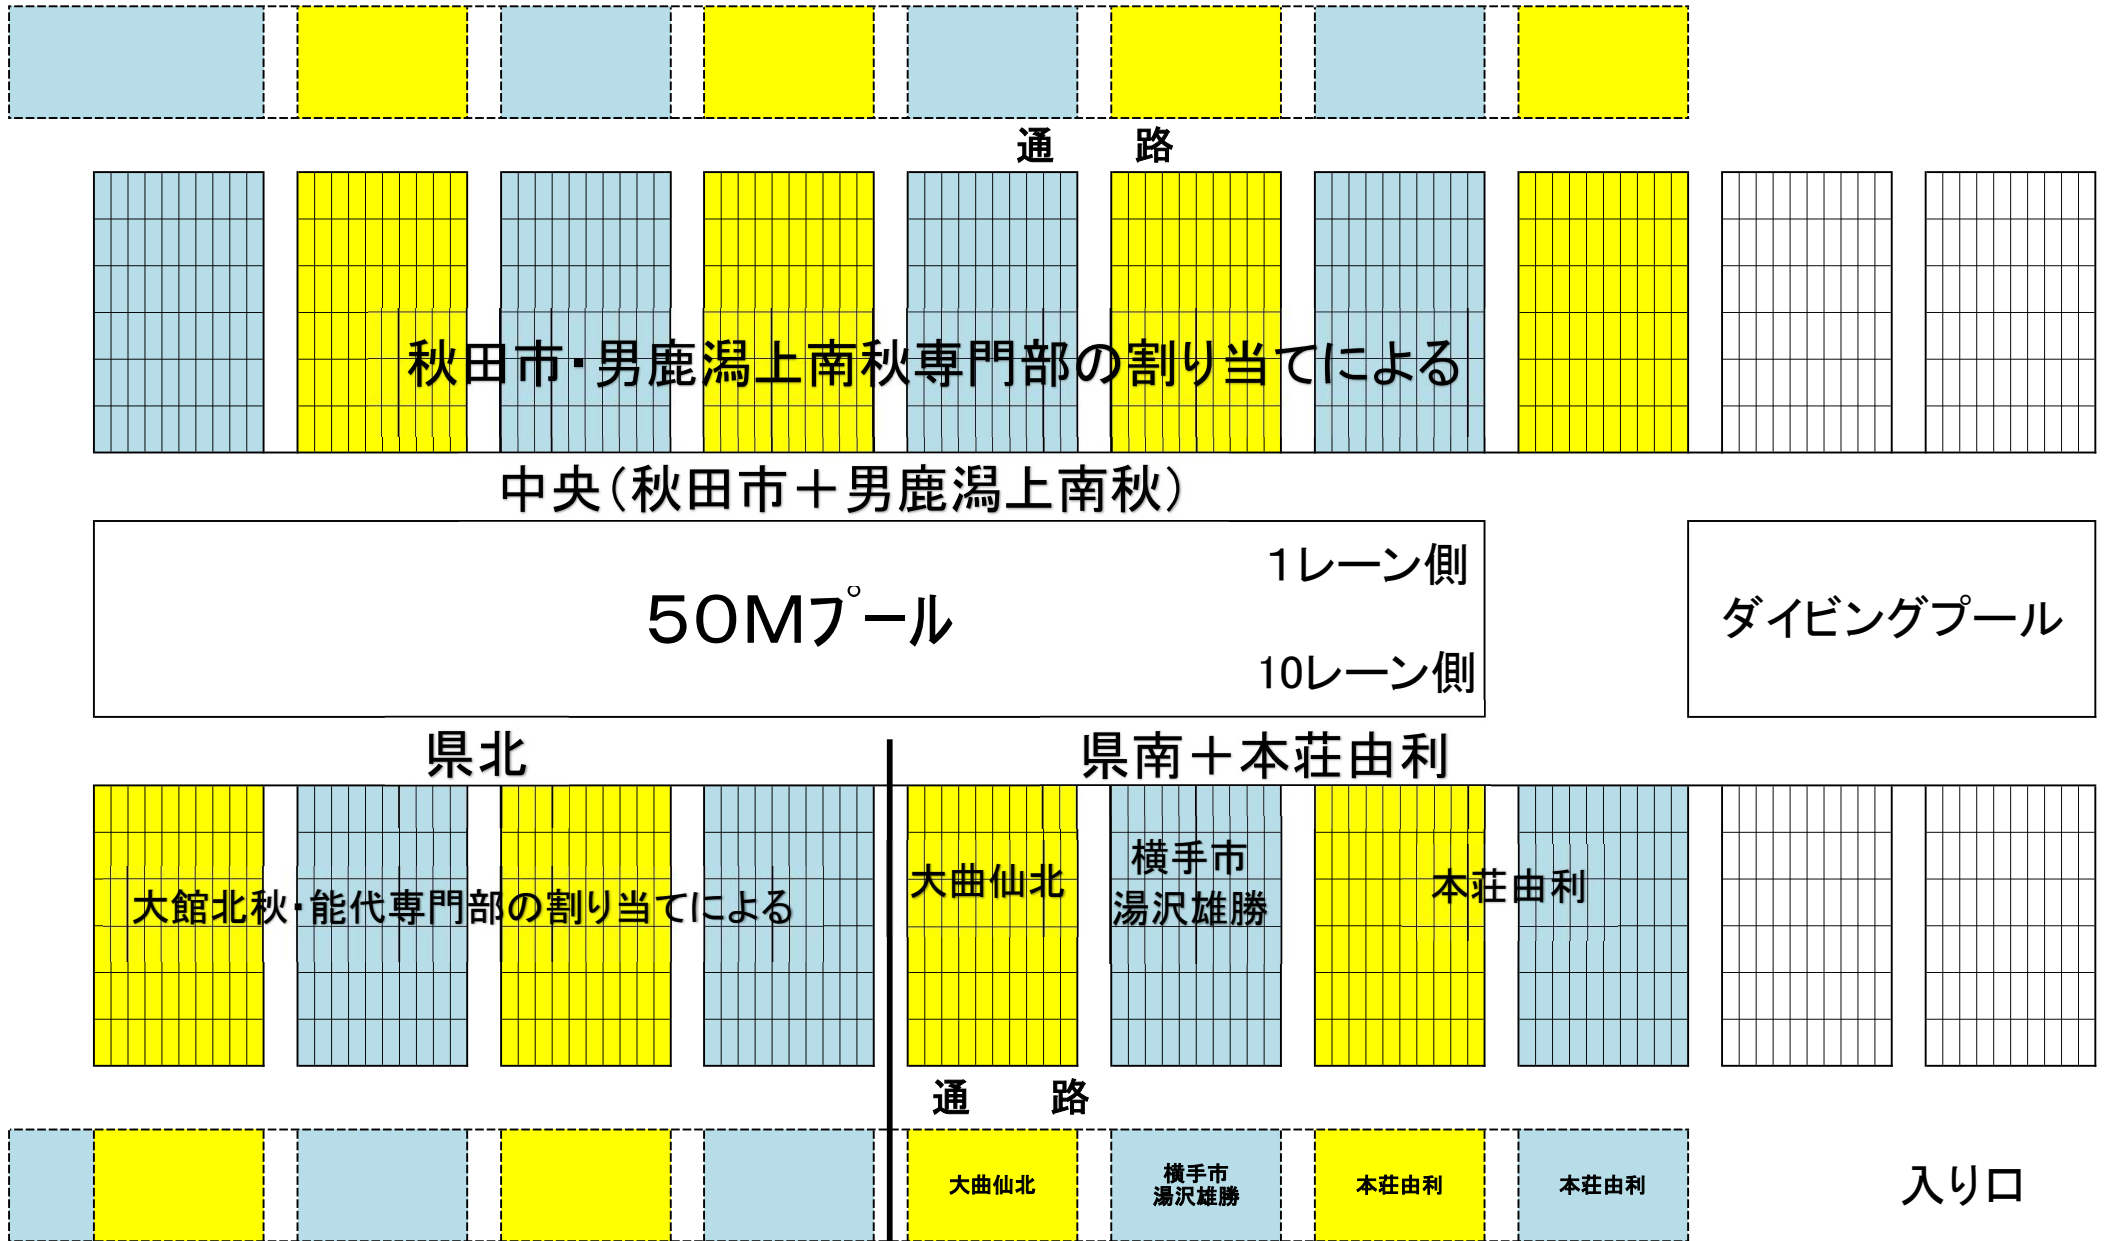 通　路
秋田市・男鹿潟上南秋専門部の割り当てによる
中央（秋田市＋男鹿潟上南秋）
１レーン側
５０Ｍプール
ダイビングプール
10レーン側
県北
県南＋本荘由利
大館北秋・能代専門部の割り当てによる
大曲仙北
横手市
湯沢雄勝
本荘由利
通　路
大曲仙北
横手市
湯沢雄勝
本荘由利
本荘由利
入り口